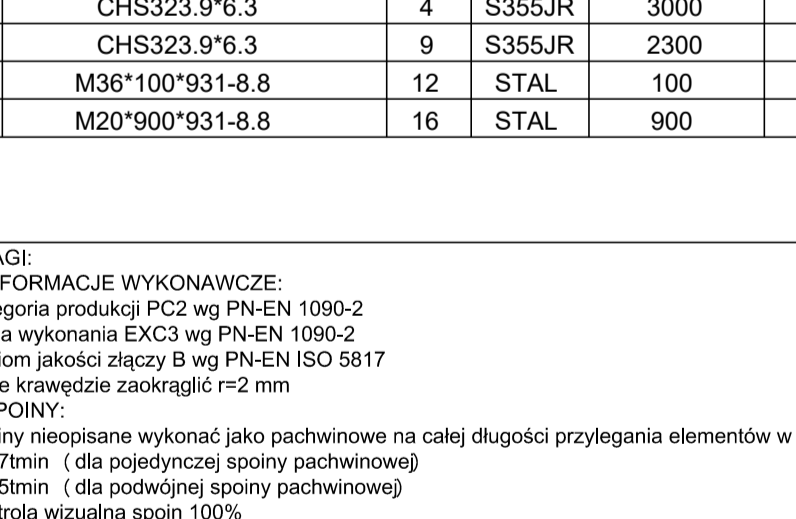 CHS323.9*6.3 4 S355JR 3000
CHS323.9*6.3 9 S355JR 2300
M36*100*931-8.8 12 STAL 100
M20*900*931-8.8 16 STAL 900
AGI:
FORMACJE WYKONAWCZE:
egoria produkcji PC2 wg PN-EN 1090-2
a wykonania EXC3 wg PN-EN 1090-2
iom jakości złączy B wg PN-EN ISO 5817
e krawędzie zaokrąglić r=2 mm
POINY:
iny nieopisane wykonać jako pachwinowe na całej długości przylegania elementów w
7tmin (dla pojedynczej spoiny pachwinowej)
5tmin (dla podwójnej spoiny pachwinowej)
trola wizualna spoin 100%